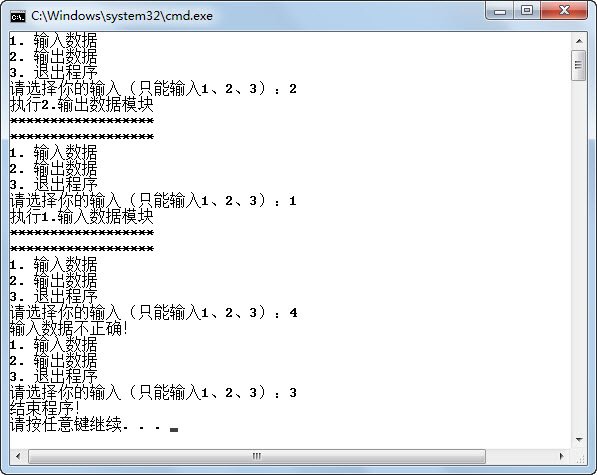 C:\Windows\system32\cmd.exe
1. 输入数据
2. 输出数据
3. 退出程序
请选择你的输入（只能输入1、2、3）：2
执行2.输出数据模块
******************
******************
1. 输入数据
2. 输出数据
3. 退出程序
请选择你的输入（只能输入1、2、3）：1
执行1.输入数据模块
******************
******************
1. 输入数据
2. 输出数据
3. 退出程序
请选择你的输入（只能输入1、2、3）：4
输入数据不正确!
1. 输入数据
2. 输出数据
3. 退出程序
请选择你的输入（只能输入1、2、3）：3
结束程序!
请按任意键继续. . .